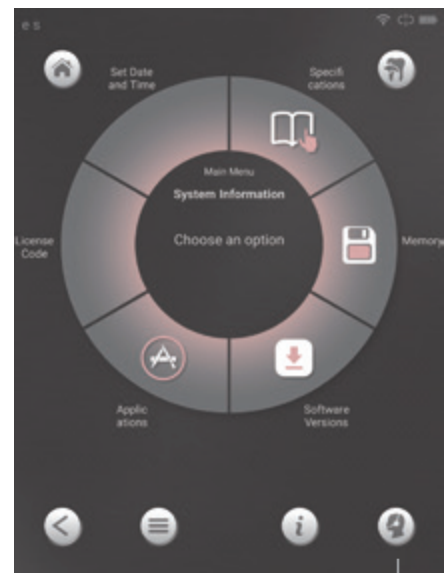 es
Set Date
and Time
Specifi
cations
Main Menu
System Information
Choose an option
License
Code
Memory
Applic
ations
Software
Versions
i